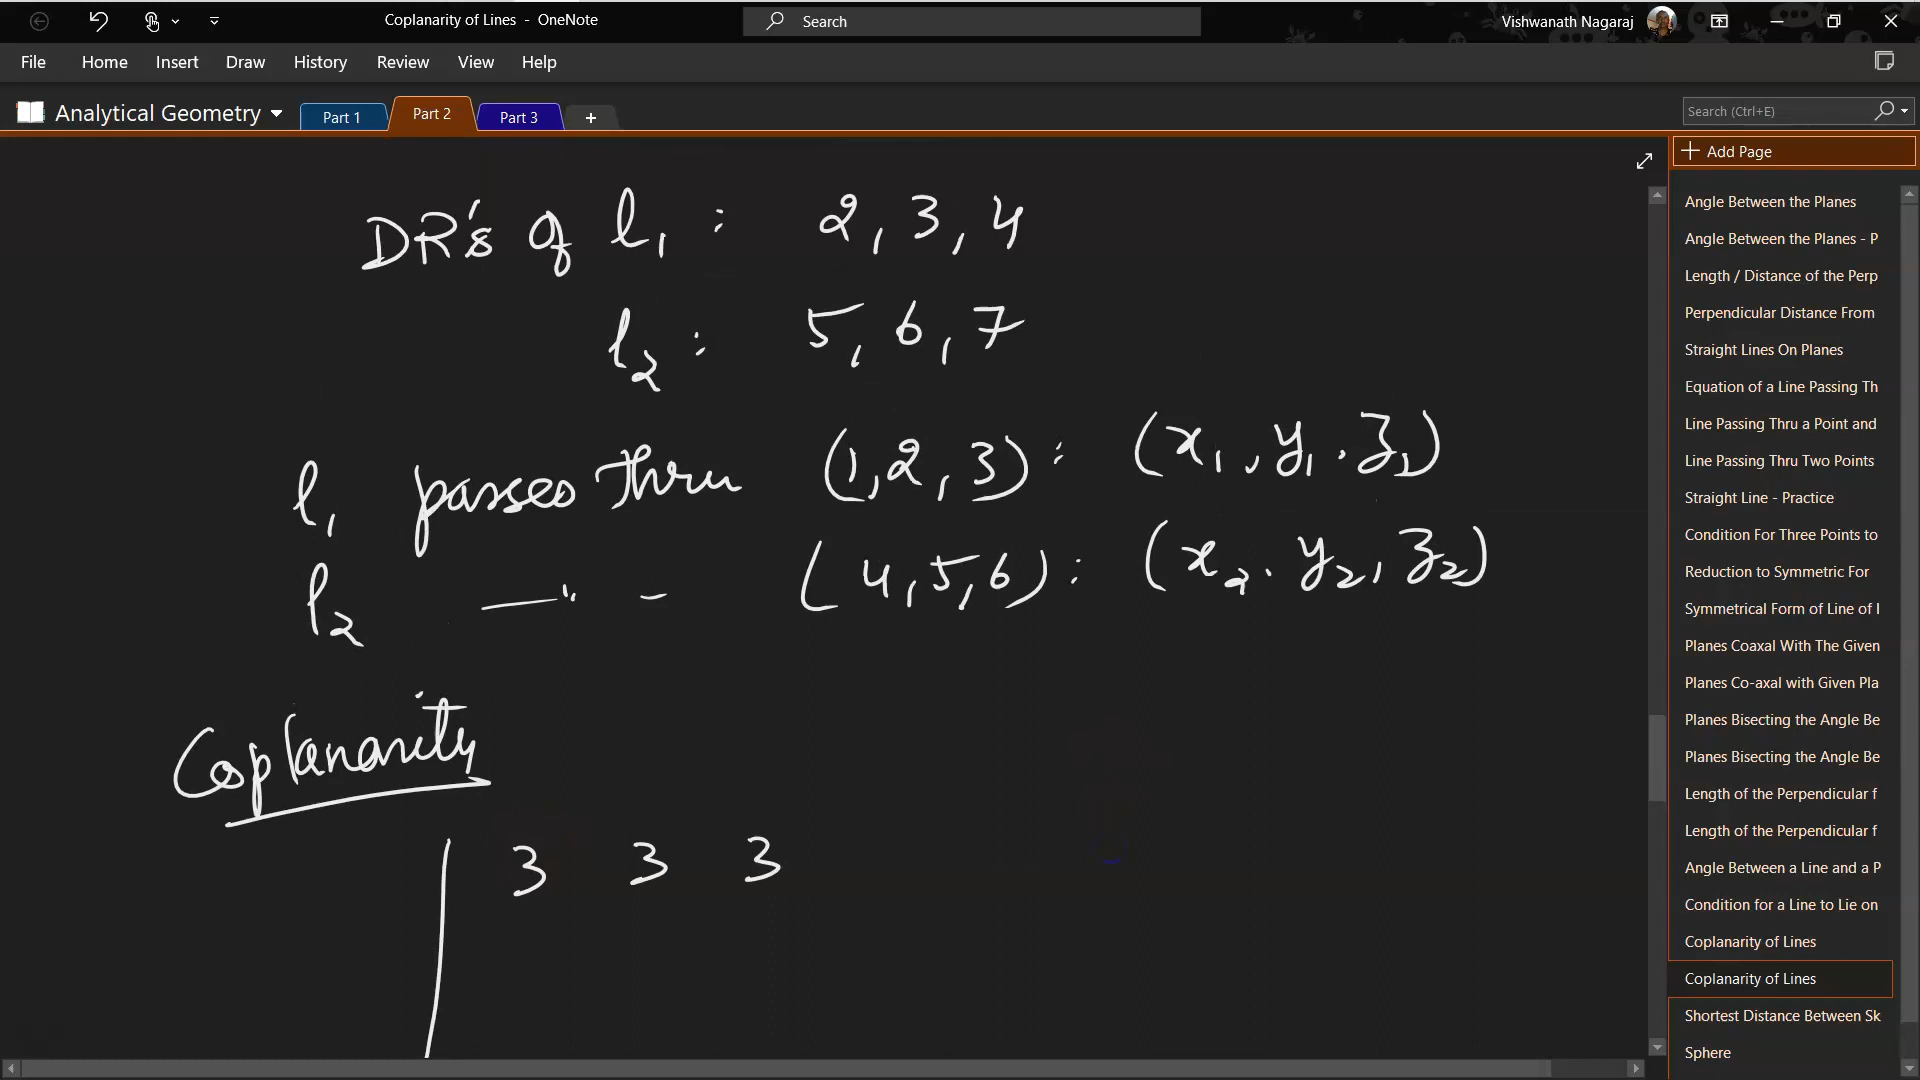 Coplanarity of Lines - OneNote
Search
Vishwanath Nagaraj
File Home Insert Draw History Review View Help
Analytical Geometry Part 1 Part 2 Part 3 +
Search (Ctrl+E)
DR's of l₁ : 2, 3, 4
l₂ : 5, 6, 7
l₁ passes thru (1, 2, 3) : (x₁, y₁, z₁)
l₂ —"- (4, 5, 6) : (x₂, y₂, z₂)
Coplanarity
3 3 3
Add Page
Angle Between the Planes
Angle Between the Planes - P
Length / Distance of the Perp
Perpendicular Distance From
Straight Lines On Planes
Equation of a Line Passing Th
Line Passing Thru a Point and
Line Passing Thru Two Points
Straight Line - Practice
Condition For Three Points to
Reduction to Symmetric For
Symmetrical Form of Line of I
Planes Coaxal With The Given
Planes Co-axal with Given Pla
Planes Bisecting the Angle Be
Planes Bisecting the Angle Be
Length of the Perpendicular f
Length of the Perpendicular f
Angle Between a Line and a P
Condition for a Line to Lie on
Coplanarity of Lines
Coplanarity of Lines
Shortest Distance Between Sk
Sphere